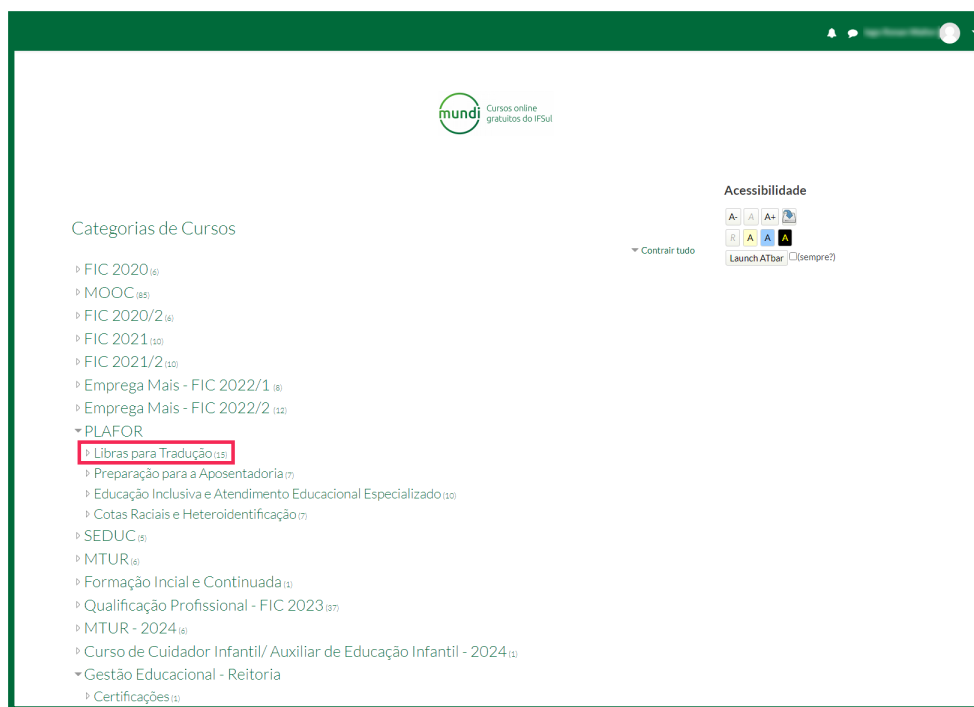 mundi
Cursos online
gratuitos do IFSul
Acessibilidade
A- A A+
R A A A
Launch ATbar (sempre?)
Categorias de Cursos
Contrair tudo
FIC 2020 (6)
MOOC (85)
FIC 2020/2 (6)
FIC 2021 (10)
FIC 2021/2 (10)
Emprega Mais - FIC 2022/1 (8)
Emprega Mais - FIC 2022/2 (12)
PLAFOR
Libras para Tradução (15)
Preparação para a Aposentadoria (7)
Educação Inclusiva e Atendimento Educacional Especializado (10)
Cotas Raciais e Heteroidentificação (7)
SEDUC (5)
MTUR (6)
Formação Incial e Continuada (1)
Qualificação Profissional - FIC 2023 (37)
MTUR - 2024 (6)
Curso de Cuidador Infantil/ Auxiliar de Educação Infantil - 2024 (1)
Gestão Educacional - Reitoria
Certificações (1)